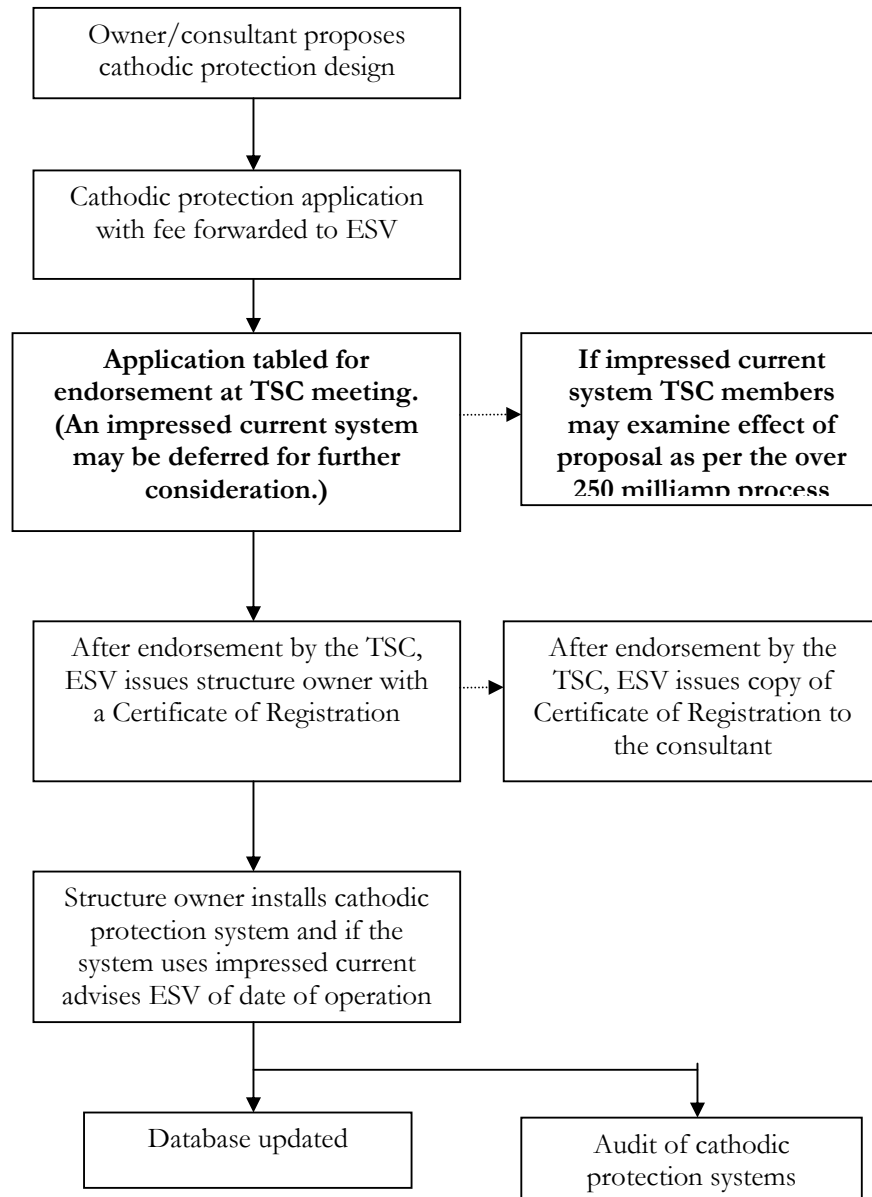 Owner/consultant proposes
cathodic protection design
Cathodic protection application
with fee forwarded to ESV
Application tabled for
endorsement at TSC meeting.
(An impressed current system
may be deferred for further
consideration.)
If impressed current
system TSC members
may examine effect of
proposal as per the over
250 milliamp process
After endorsement by the TSC,
ESV issues structure owner with
a Certificate of Registration
After endorsement by the
TSC, ESV issues copy of
Certificate of Registration to
the consultant
Structure owner installs cathodic
protection system and if the
system uses impressed current
advises ESV of date of operation
Database updated
Audit of cathodic
protection systems